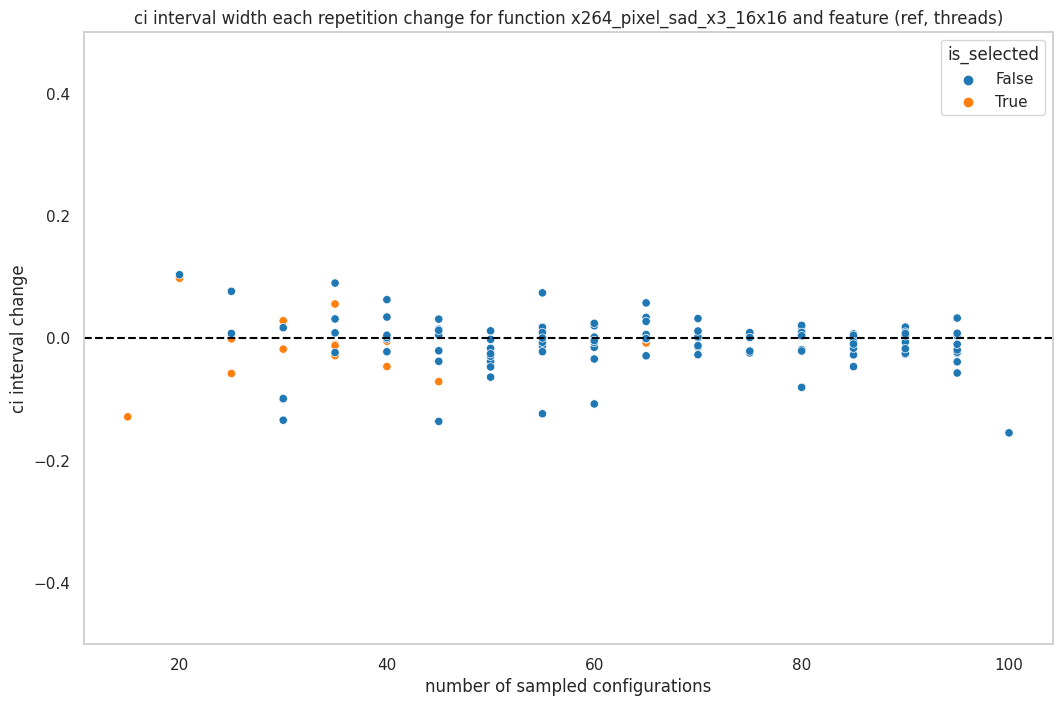 ci interval width each repetition change for function x264_pixel_sad_x3_16x16 and feature (ref, threads)
is_selected
False
True
0.4
0.2
0.0
−0.2
−0.4
ci interval change
20
40
60
80
100
number of sampled configurations